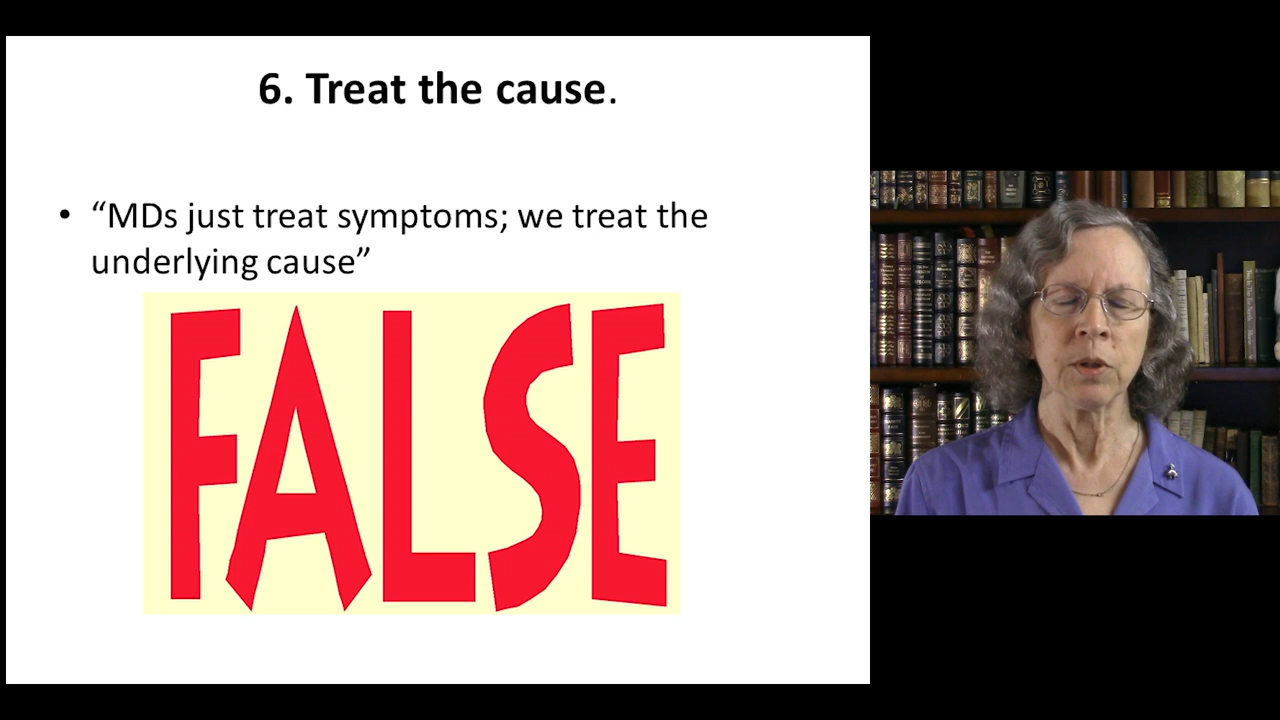 6. Treat the cause.
• “MDs just treat symptoms; we treat the
underlying cause”
FALSE